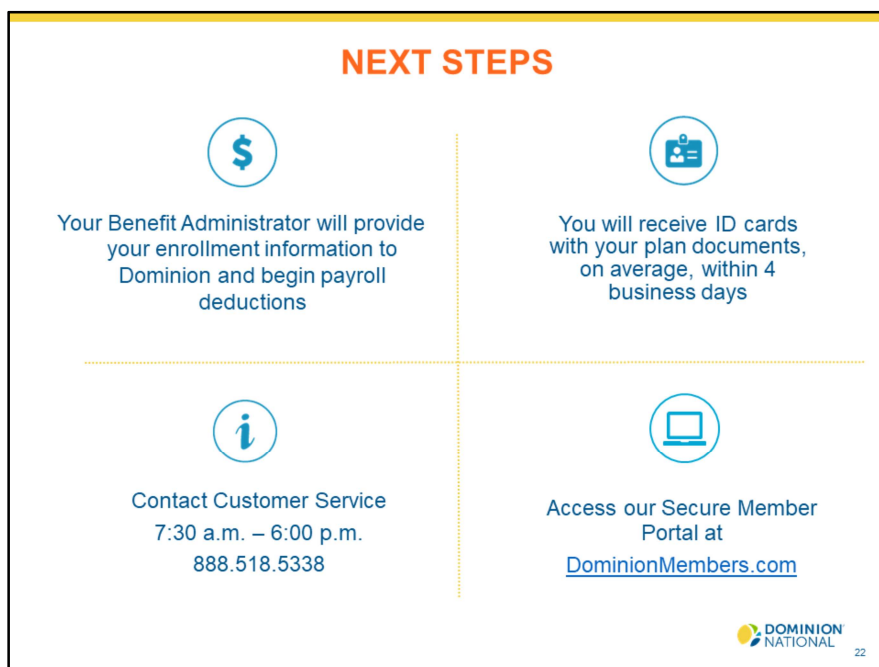 NEXT STEPS
$
Your Benefit Administrator will provide
your enrollment information to
Dominion and begin payroll
deductions
You will receive ID cards
with your plan documents,
on average, within 4
business days
i
Contact Customer Service
7:30 a.m. – 6:00 p.m.
888.518.5338
Access our Secure Member
Portal at
DominionMembers.com
DOMINION
NATIONAL
22